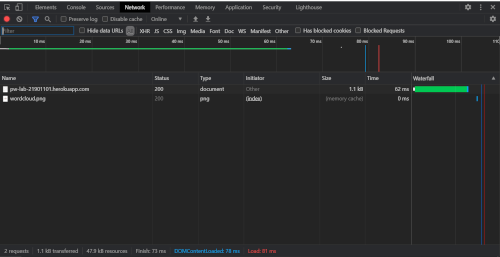 Elements Console Sources Network Performance Memory Application Security Lighthouse
Preserve log Disable cache Online
Filter Hide data URLs All XHR JS CSS Img Media Font Doc WS Manifest Other Has blocked cookies Blocked Requests
10 ms 20 ms 30 ms 40 ms 50 ms 60 ms 70 ms 80 ms 90 ms 100 ms 110
Name Status Type Initiator Size Time Waterfall
pw-lab-21901101.herokuapp.com 200 document Other 1.1 kB 62 ms
wordcloud.png 200 png (index) (memory cache) 0 ms
2 requests 1.1 kB transferred 47.9 kB resources Finish: 73 ms DOMContentLoaded: 78 ms Load: 81 ms